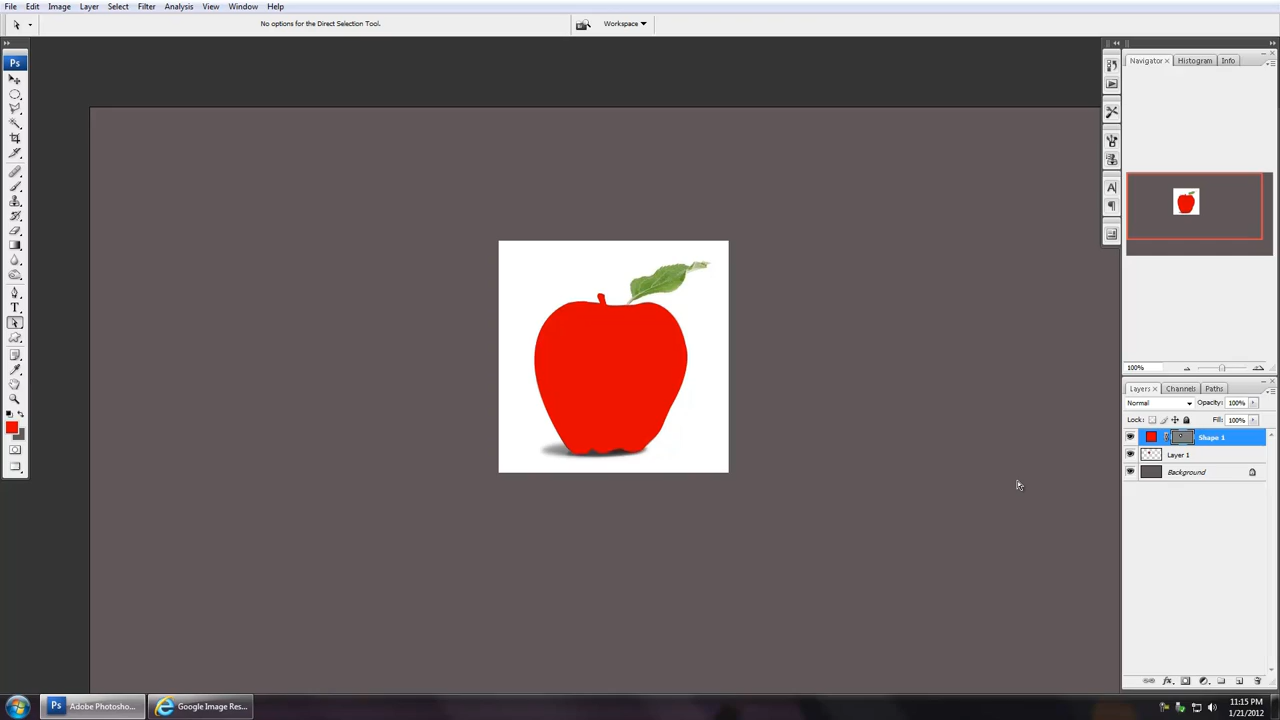 File Edit Image Layer Select Filter Analysis View Window Help
No options for the Direct Selection Tool.
Workspace
Ps
Navigator × Histogram Info
100%
Layers × Channels Paths
Normal Opacity: 100%
Lock: Fill: 100%
Shape 1
Layer 1
Background
Ps Adobe Photosho...
Google Image Res...
11:15 PM
1/21/2012